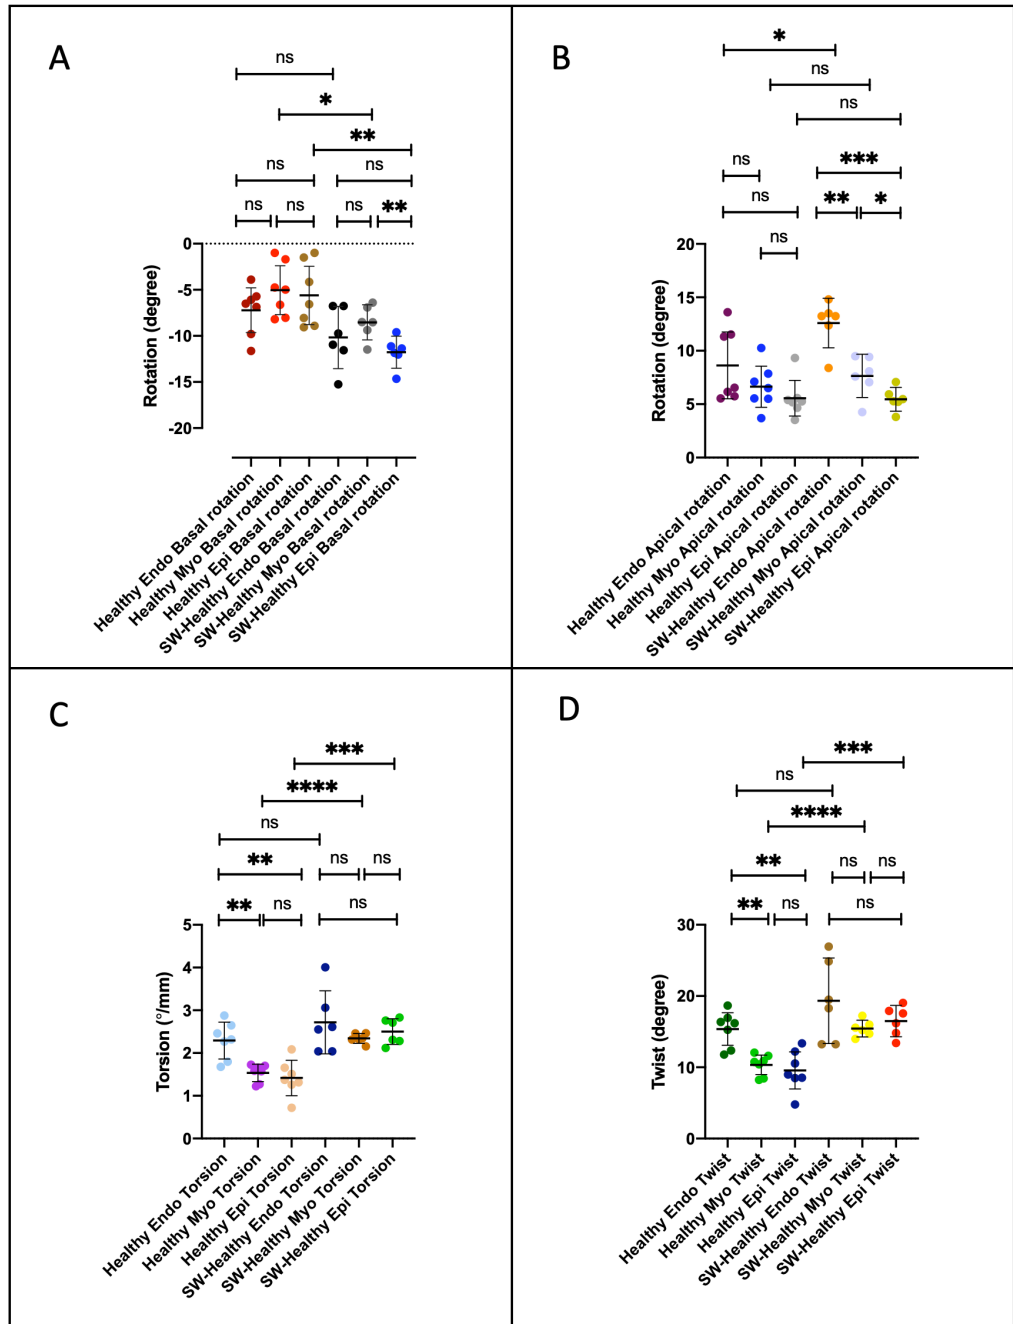 A
ns
*
**
ns
ns
ns
ns
ns
**
Rotation (degree)
0
-5
-10
-15
-20
Healthy Endo Basal rotation
Healthy Myo Basal rotation
Healthy Epi Basal rotation
SW-Healthy Endo Basal rotation
SW-Healthy Myo Basal rotation
SW-Healthy Epi Basal rotation
B
*
ns
ns
***
ns
**
*
ns
ns
Rotation (degree)
20
15
10
5
0
Healthy Endo Apical rotation
Healthy Myo Apical rotation
Healthy Epi Apical rotation
SW-Healthy Endo Apical rotation
SW-Healthy Myo Apical rotation
SW-Healthy Epi Apical rotation
C
***
****
ns
**
ns
ns
**
ns
ns
Torsion (°/mm)
5
4
3
2
1
0
Healthy Endo Torsion
Healthy Myo Torsion
Healthy Epi Torsion
SW-Healthy Endo Torsion
SW-Healthy Myo Torsion
SW-Healthy Epi Torsion
D
***
ns
****
**
ns
ns
**
ns
ns
Twist (degree)
30
20
10
0
Healthy Endo Twist
Healthy Myo Twist
Healthy Epi Twist
SW-Healthy Endo Twist
SW-Healthy Myo Twist
SW-Healthy Epi Twist